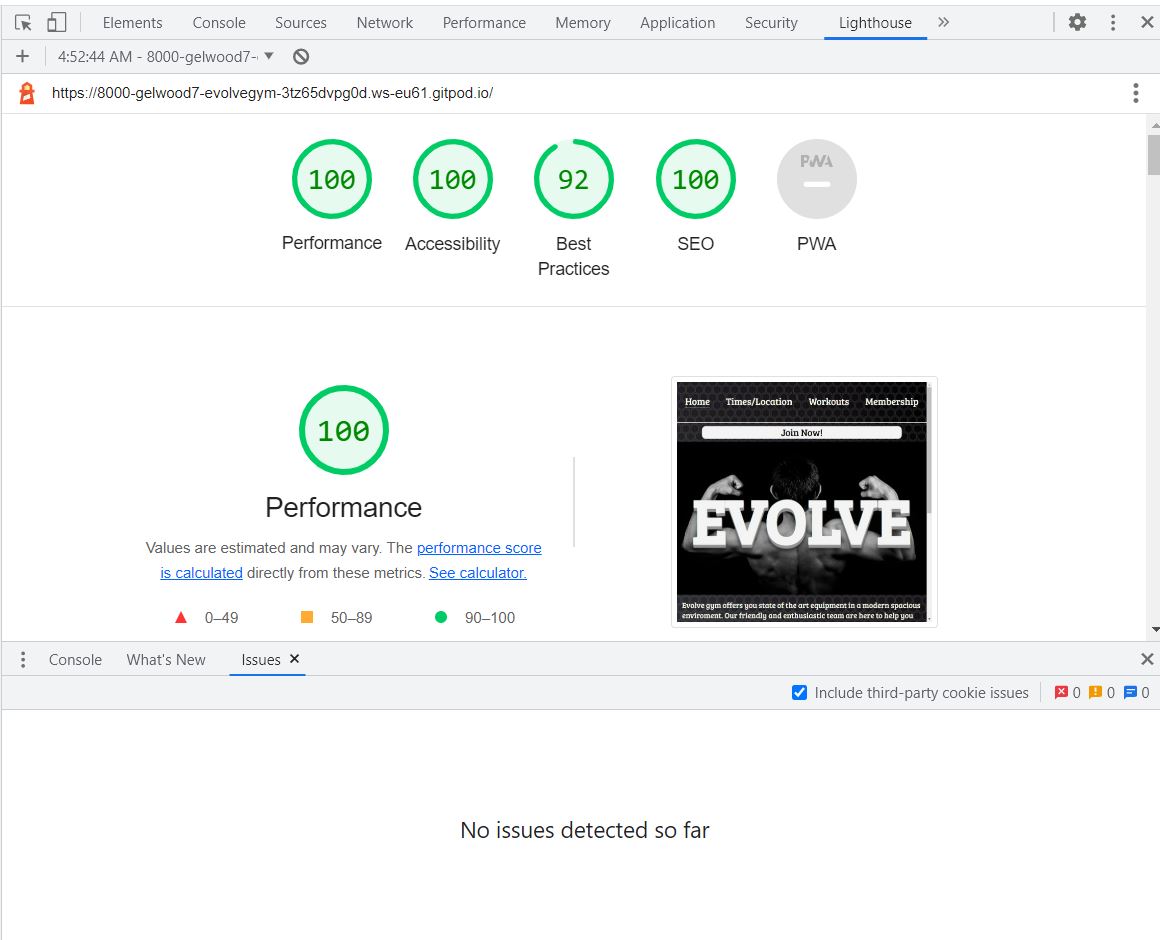 Elements Console Sources Network Performance Memory Application Security Lighthouse
4:52:44 AM - 8000-gelwood7-
https://8000-gelwood7-evolvegym-3tz65dvpg0d.ws-eu61.gitpod.io/
100 100 92 100 PWA
Performance Accessibility Best Practices SEO PWA
100
Performance
Values are estimated and may vary. The performance score
is calculated directly from these metrics. See calculator.
0–49 50–89 90–100
Home Times/Location Workouts Membership
Join Now!
EVOLVE
Evolve gym offers you state of the art equipment in a modern spacious
enviroment. Our friendly and enthusiastic team are here to help you
Console What's New Issues
Include third-party cookie issues 0 0 0
No issues detected so far